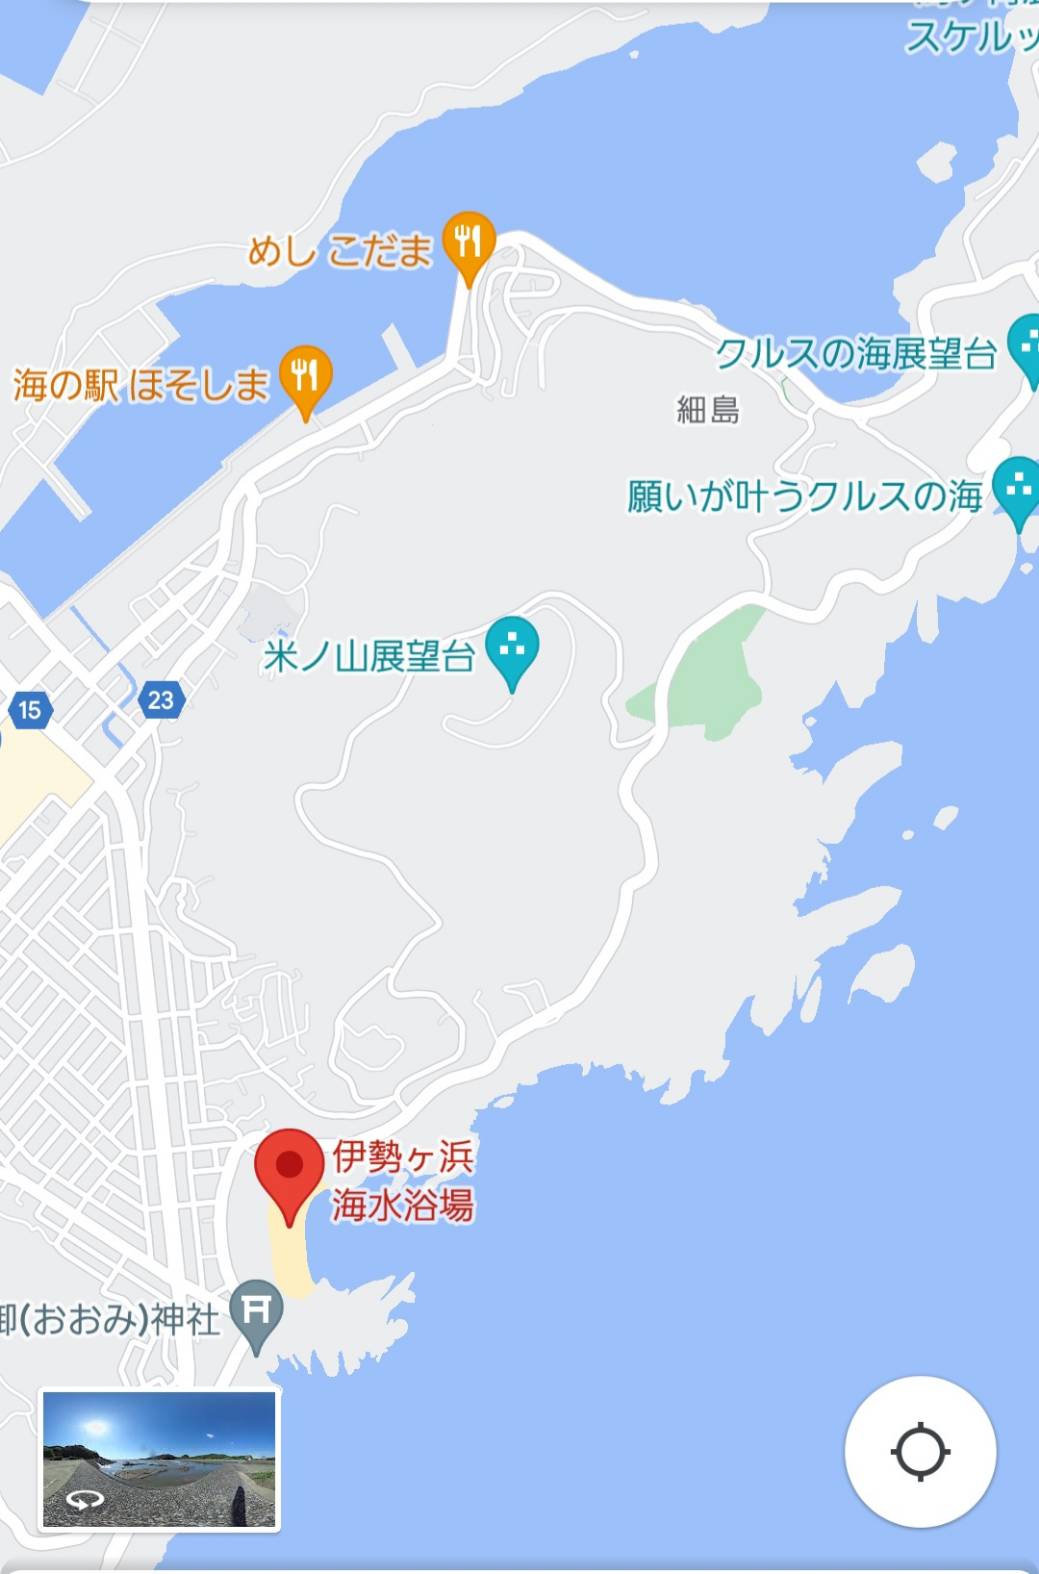 スケルッ
めし こだま
クルスの海展望台
海の駅 ほそしま
細島
願いが叶うクルスの海
米ノ山展望台
15
23
伊勢ヶ浜
海水浴場
御(おおみ)神社